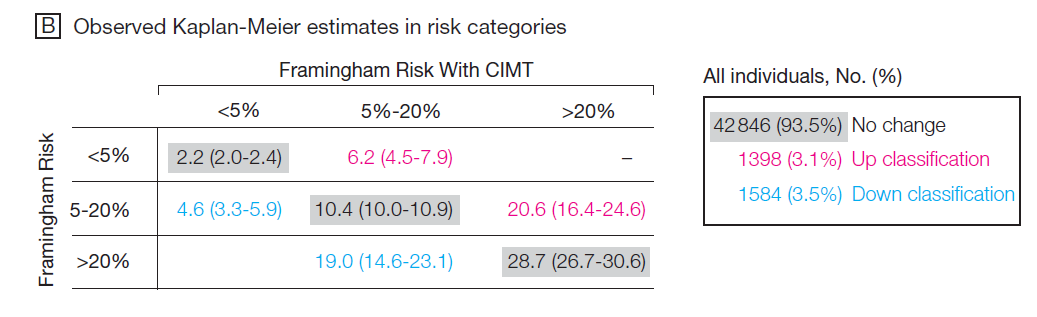 B Observed Kaplan-Meier estimates in risk categories
Framingham Risk With CIMT
<5% 5%-20% >20%
Framingham Risk
<5% 2.2 (2.0-2.4) 6.2 (4.5-7.9) –
5-20% 4.6 (3.3-5.9) 10.4 (10.0-10.9) 20.6 (16.4-24.6)
>20% 19.0 (14.6-23.1) 28.7 (26.7-30.6)
All individuals, No. (%)
42 846 (93.5%) No change
1398 (3.1%) Up classification
1584 (3.5%) Down classification